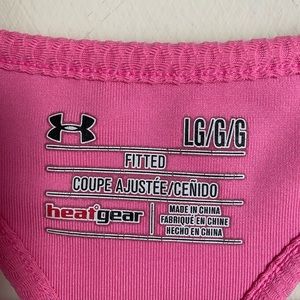 LG/G/G
FITTED
COUPE AJUSTÉE/CEÑIDO
heatgear
MADE IN CHINA
FABRIQUÉ EN CHINE
HECHO EN CHINA